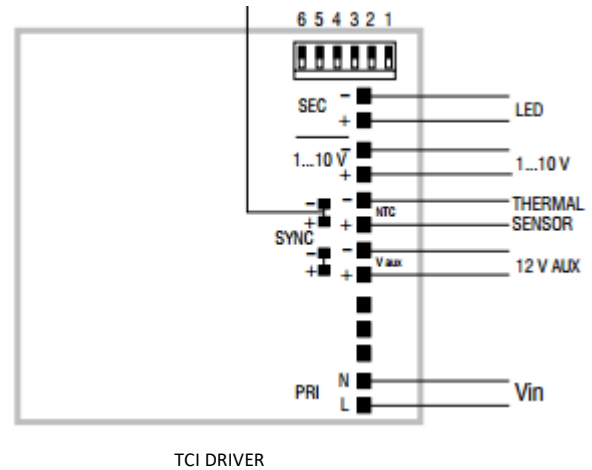 6 5 4 3 2 1
SEC - LED
+
1...10 V - 1...10 V
+
- - NTC THERMAL
+ + SENSOR
SYNC
- - V aux 12 V AUX
+ +
PRI N Vin
L
TCI DRIVER